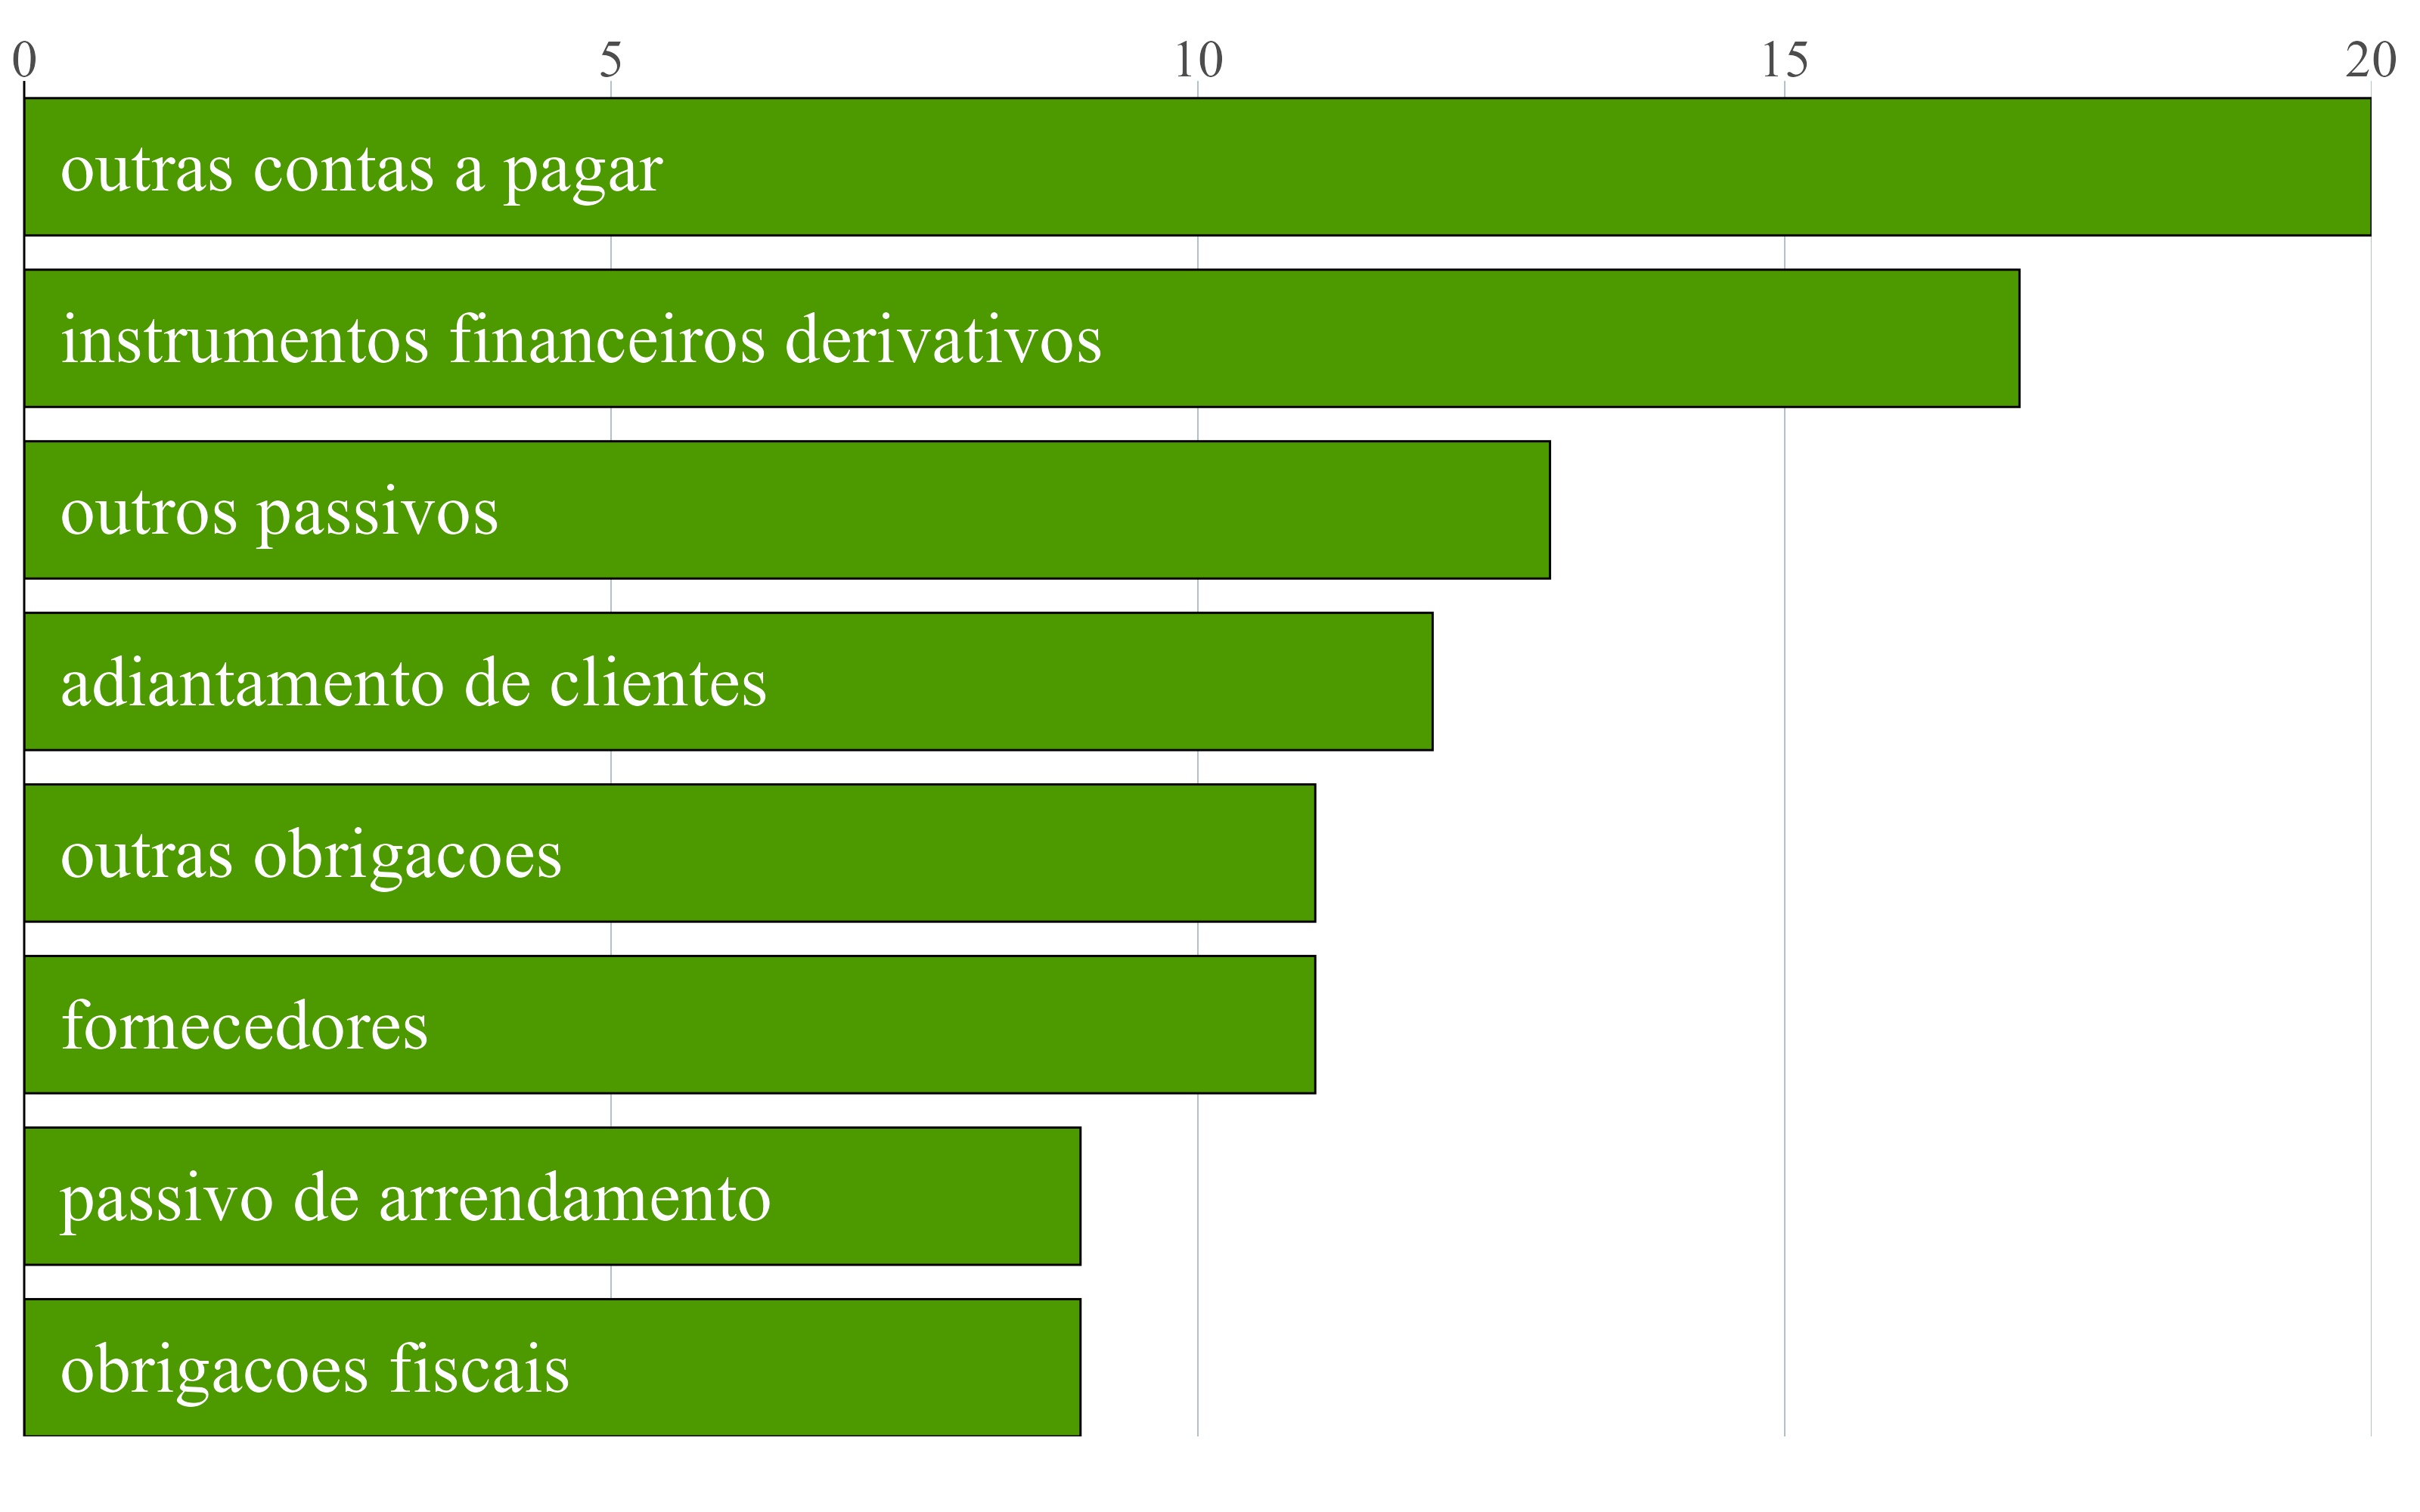 0 5 10 15 20
outras contas a pagar
instrumentos financeiros derivativos
outros passivos
adiantamento de clientes
outras obrigacoes
fornecedores
passivo de arrendamento
obrigacoes fiscais